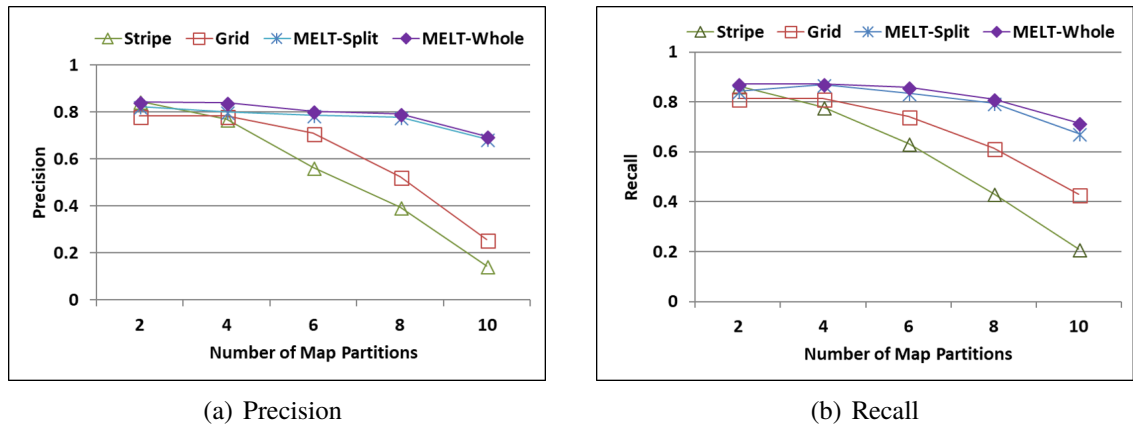 Stripe Grid MELT-Split MELT-Whole
1
0.8
0.6
0.4
0.2
0
Precision
2 4 6 8 10
Number of Map Partitions
(a) Precision
Stripe Grid MELT-Split MELT-Whole
1
0.8
0.6
0.4
0.2
0
Recall
2 4 6 8 10
Number of Map Partitions
(b) Recall